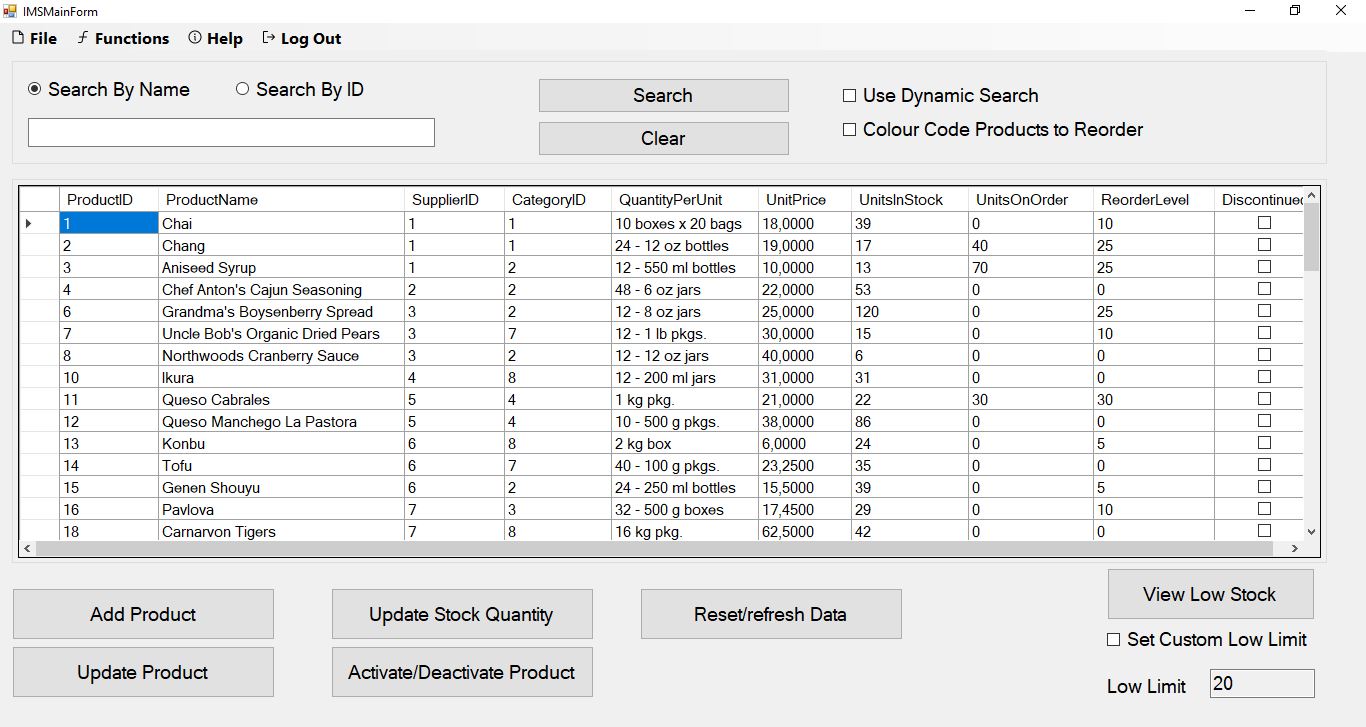 IMSMainForm
File Functions Help Log Out
Search By Name Search By ID Search Use Dynamic Search
Clear Colour Code Products to Reorder
ProductID ProductName SupplierID CategoryID QuantityPerUnit UnitPrice UnitsInStock UnitsOnOrder ReorderLevel Discontinued
1 Chai 1 1 10 boxes x 20 bags 18,0000 39 0 10
2 Chang 1 1 24 - 12 oz bottles 19,0000 17 40 25
3 Aniseed Syrup 1 2 12 - 550 ml bottles 10,0000 13 70 25
4 Chef Anton's Cajun Seasoning 2 2 48 - 6 oz jars 22,0000 53 0 0
6 Grandma's Boysenberry Spread 3 2 12 - 8 oz jars 25,0000 120 0 25
7 Uncle Bob's Organic Dried Pears 3 7 12 - 1 lb pkgs. 30,0000 15 0 10
8 Northwoods Cranberry Sauce 3 2 12 - 12 oz jars 40,0000 6 0 0
10 Ikura 4 8 12 - 200 ml jars 31,0000 31 0 0
11 Queso Cabrales 5 4 1 kg pkg. 21,0000 22 30 30
12 Queso Manchego La Pastora 5 4 10 - 500 g pkgs. 38,0000 86 0 0
13 Konbu 6 8 2 kg box 6,0000 24 0 5
14 Tofu 6 7 40 - 100 g pkgs. 23,2500 35 0 0
15 Genen Shouyu 6 2 24 - 250 ml bottles 15,5000 39 0 5
16 Pavlova 7 3 32 - 500 g boxes 17,4500 29 0 10
18 Carnarvon Tigers 7 8 16 kg pkg. 62,5000 42 0 0
Add Product Update Stock Quantity Reset/refresh Data View Low Stock
Set Custom Low Limit
Update Product Activate/Deactivate Product
Low Limit 20